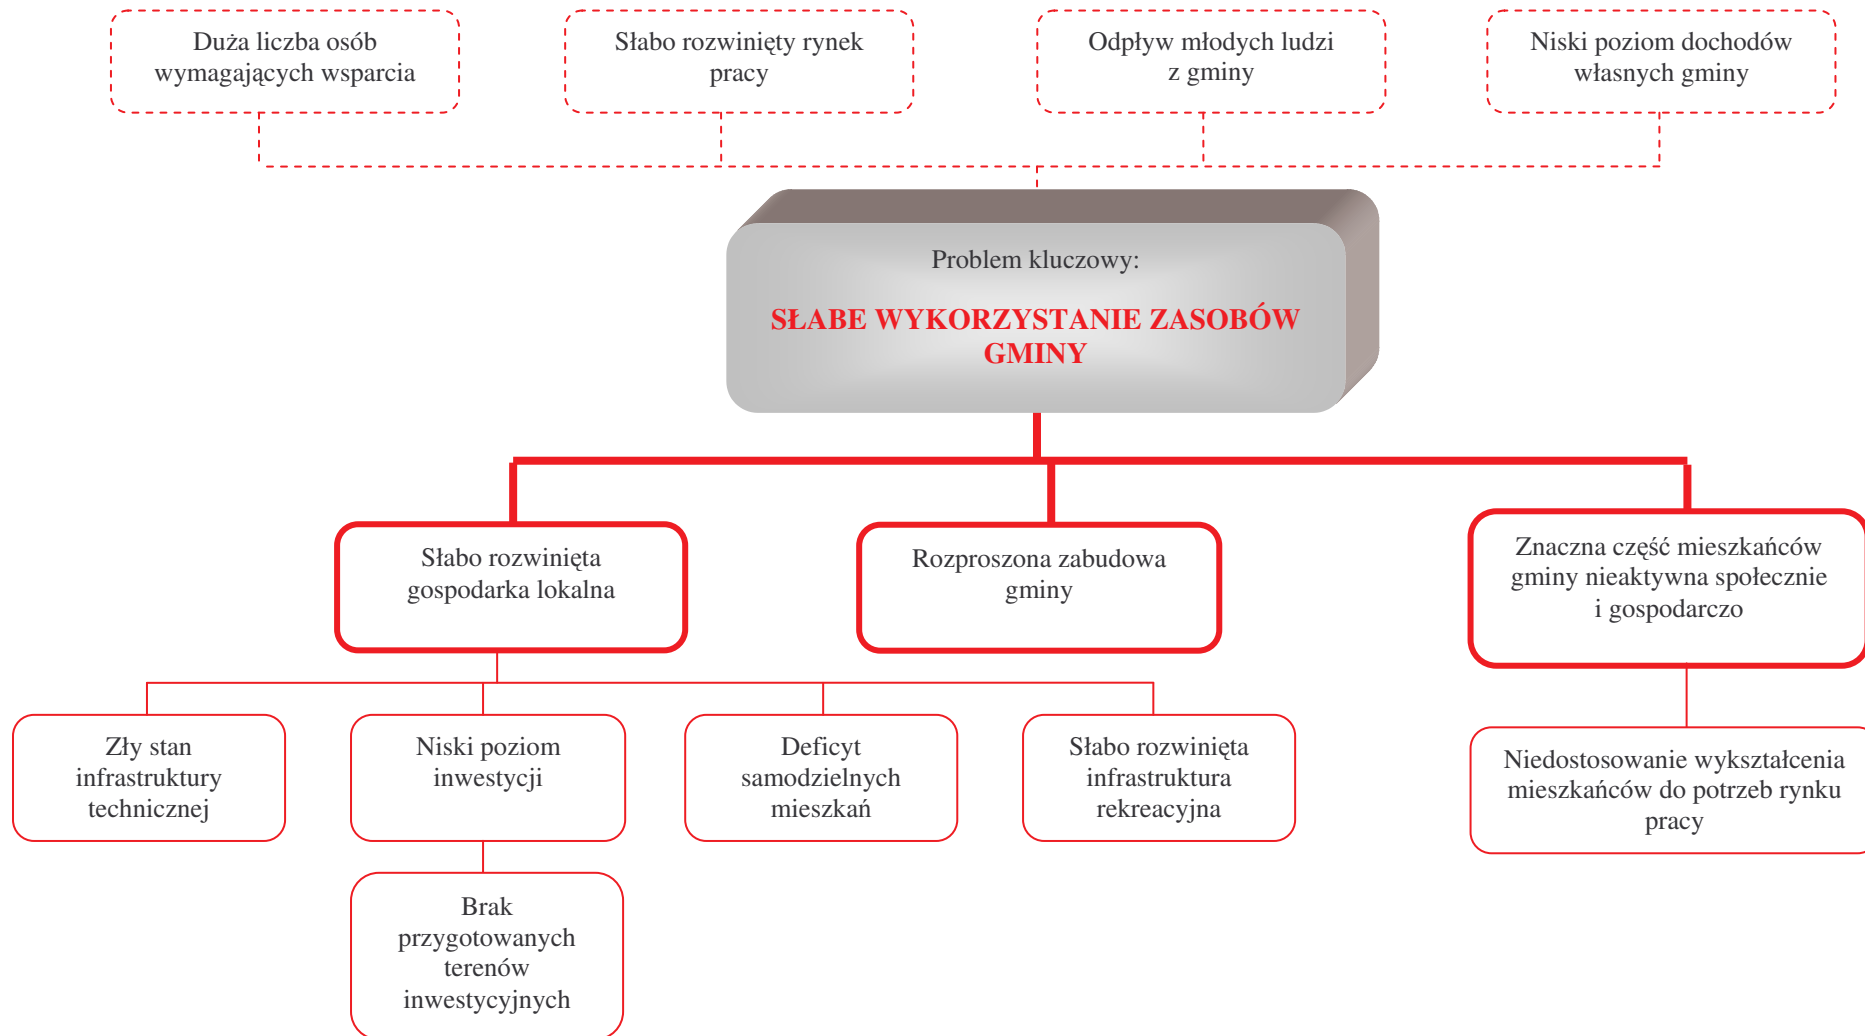 Duża liczba osób
wymagających wsparcia
Słabo rozwinięty rynek
pracy
Odpływ młodych ludzi
z gminy
Niski poziom dochodów
własnych gminy
Problem kluczowy:
SŁABE WYKORZYSTANIE ZASOBÓW
GMINY
Słabo rozwinięta
gospodarka lokalna
Rozproszona zabudowa
gminy
Znaczna część mieszkańców
gminy nieaktywna społecznie
i gospodarczo
Zły stan
infrastruktury
technicznej
Niski poziom
inwestycji
Deficyt
samodzielnych
mieszkań
Słabo rozwinięta
infrastruktura
rekreacyjna
Niedostosowanie wykształcenia
mieszkańców do potrzeb rynku
pracy
Brak
przygotowanych
terenów
inwestycyjnych